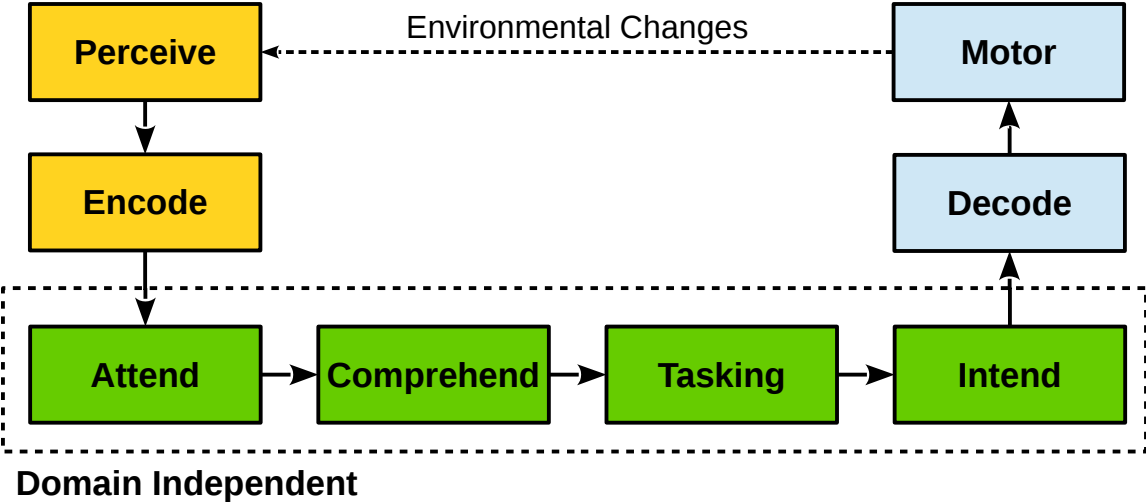 Perceive
Environmental Changes
Motor
Encode
Decode
Attend
Comprehend
Tasking
Intend
Domain Independent